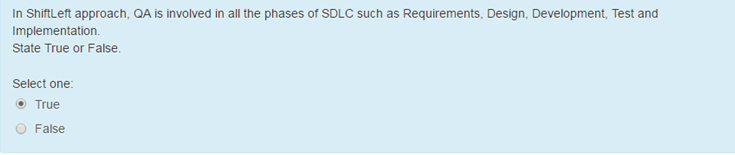 In ShiftLeft approach, QA is involved in all the phases of SDLC such as Requirements, Design, Development, Test and
Implementation.
State True or False.
Select one:
True
False